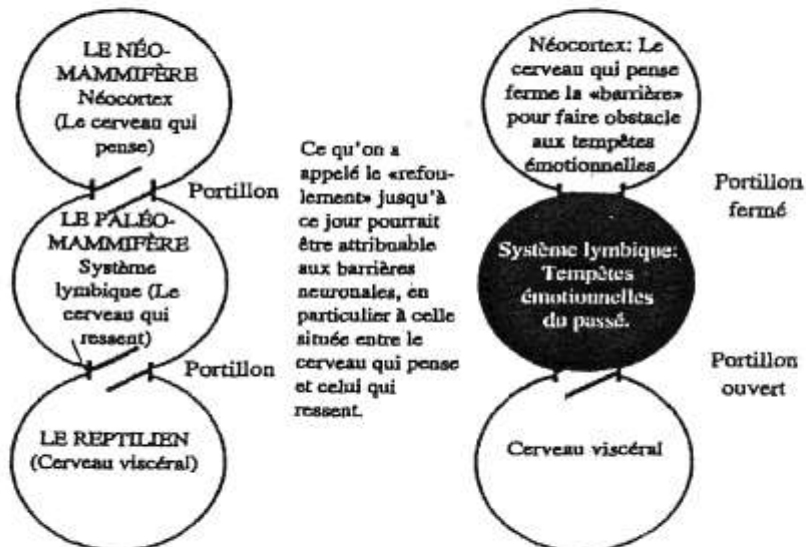 LE NÉO-
MAMMIFÈRE
Néocortex
(Le cerveau qui
pense)
Portillon
LE PALÉO-
MAMMIFÈRE
Système
lymbique (Le
cerveau qui
ressent)
Portillon
LE REPTILIEN
(Cerveau viscéral)
Ce qu'on a
appelé le «refou-
lement» jusqu'à
ce jour pourrait
être attribuable
aux barrières
neuronales, en
particulier à celle
située entre le
cerveau qui pense
et celui qui
ressent.
Néocortex: Le
cerveau qui pense
ferme la «barrière»
pour faire obstacle
aux tempêtes
émotionnelles
Portillon
fermé
Système lymbique:
Tempêtes
émotionnelles
du passé.
Portillon
ouvert
Cerveau viscéral